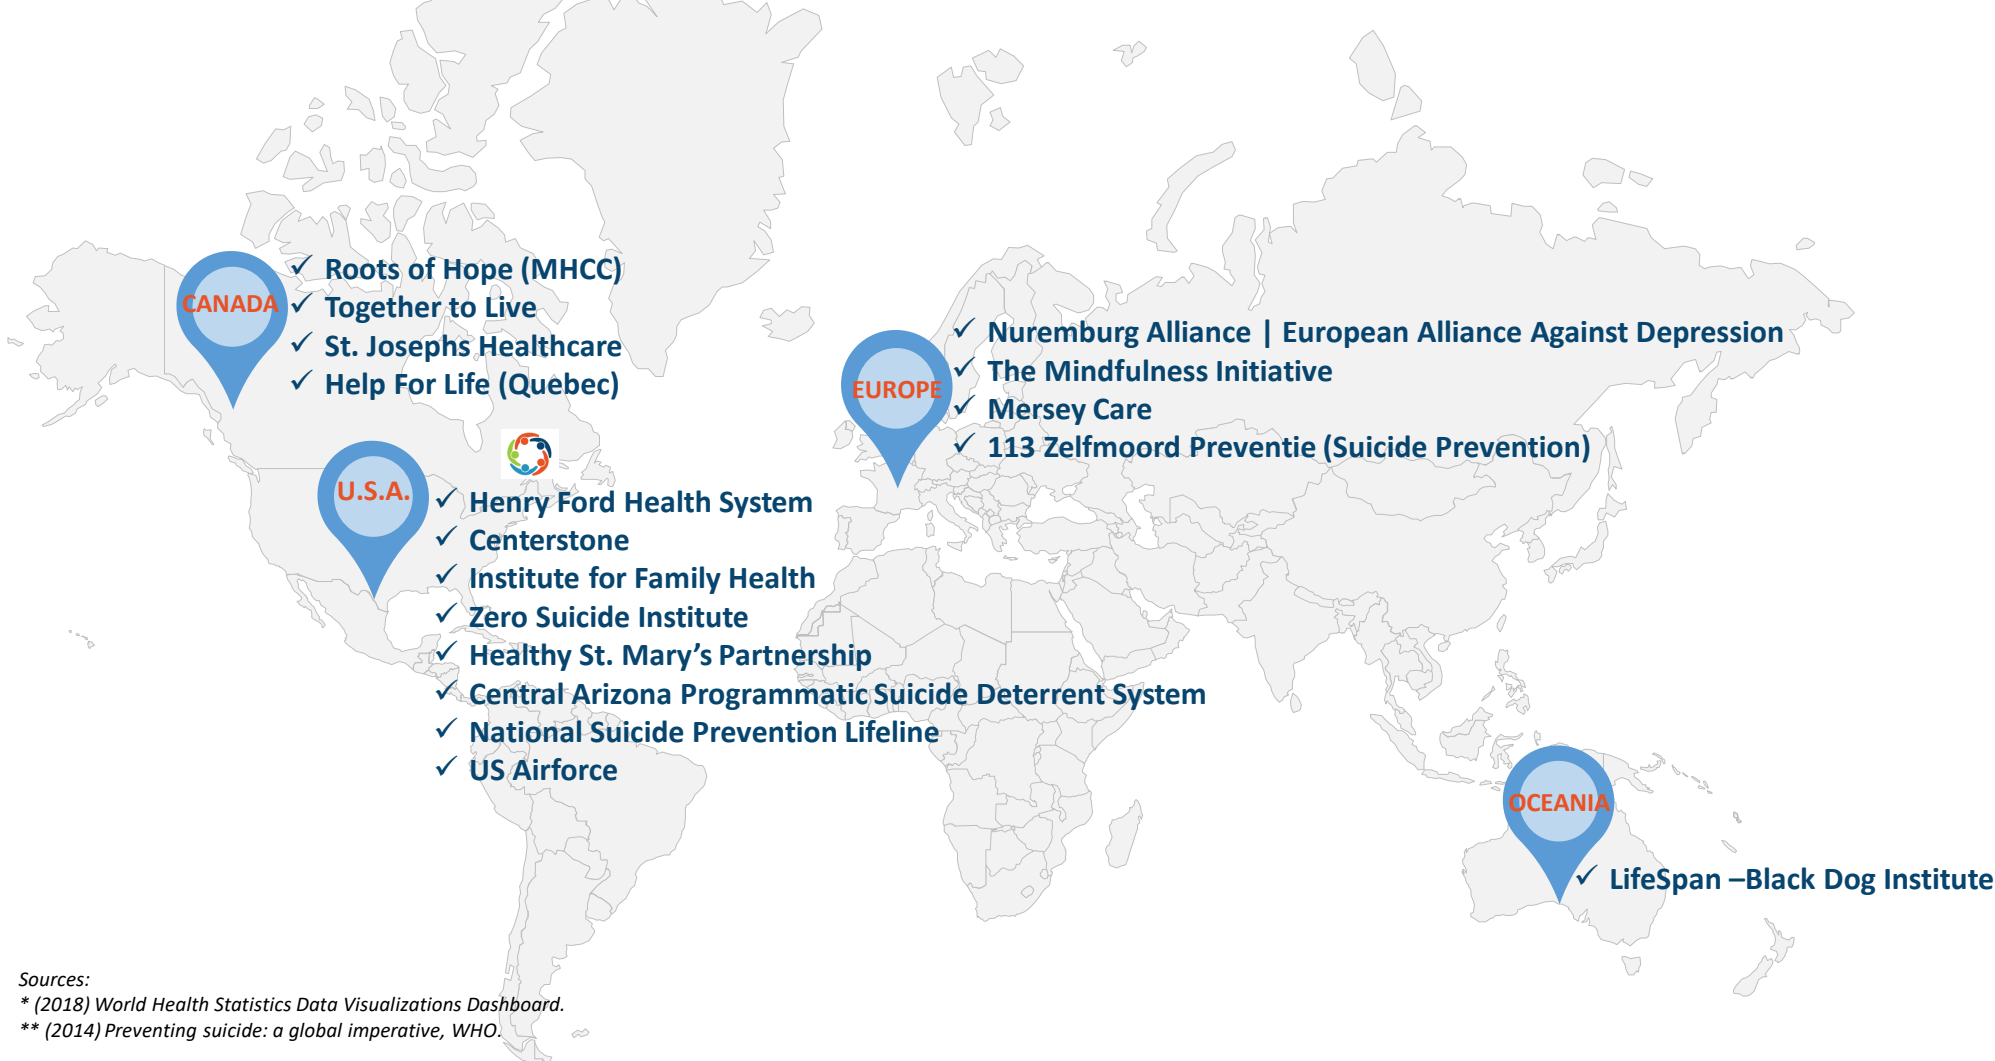 CANADA
✓ Roots of Hope (MHCC)
✓ Together to Live
✓ St. Josephs Healthcare
✓ Help For Life (Quebec)
EUROPE
✓ Nuremburg Alliance | European Alliance Against Depression
✓ The Mindfulness Initiative
✓ Mersey Care
✓ 113 Zelfmoord Preventie (Suicide Prevention)
U.S.A.
✓ Henry Ford Health System
✓ Centerstone
✓ Institute for Family Health
✓ Zero Suicide Institute
✓ Healthy St. Mary’s Partnership
✓ Central Arizona Programmatic Suicide Deterrent System
✓ National Suicide Prevention Lifeline
✓ US Airforce
OCEANIA
✓ LifeSpan –Black Dog Institute
Sources:
* (2018) World Health Statistics Data Visualizations Dashboard.
** (2014) Preventing suicide: a global imperative, WHO.